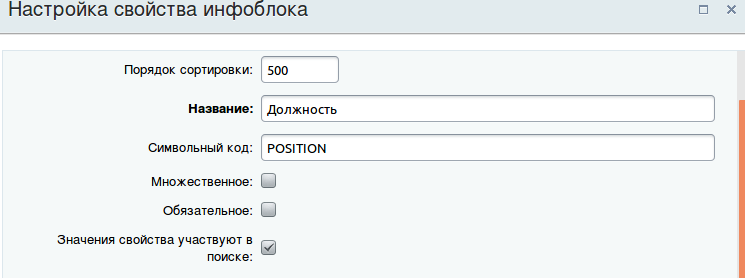 Настройка свойства инфоблока
Порядок сортировки: 500
Название: Должность
Символьный код: POSITION
Множественное:
Обязательное:
Значения свойства участвуют в
поиске: